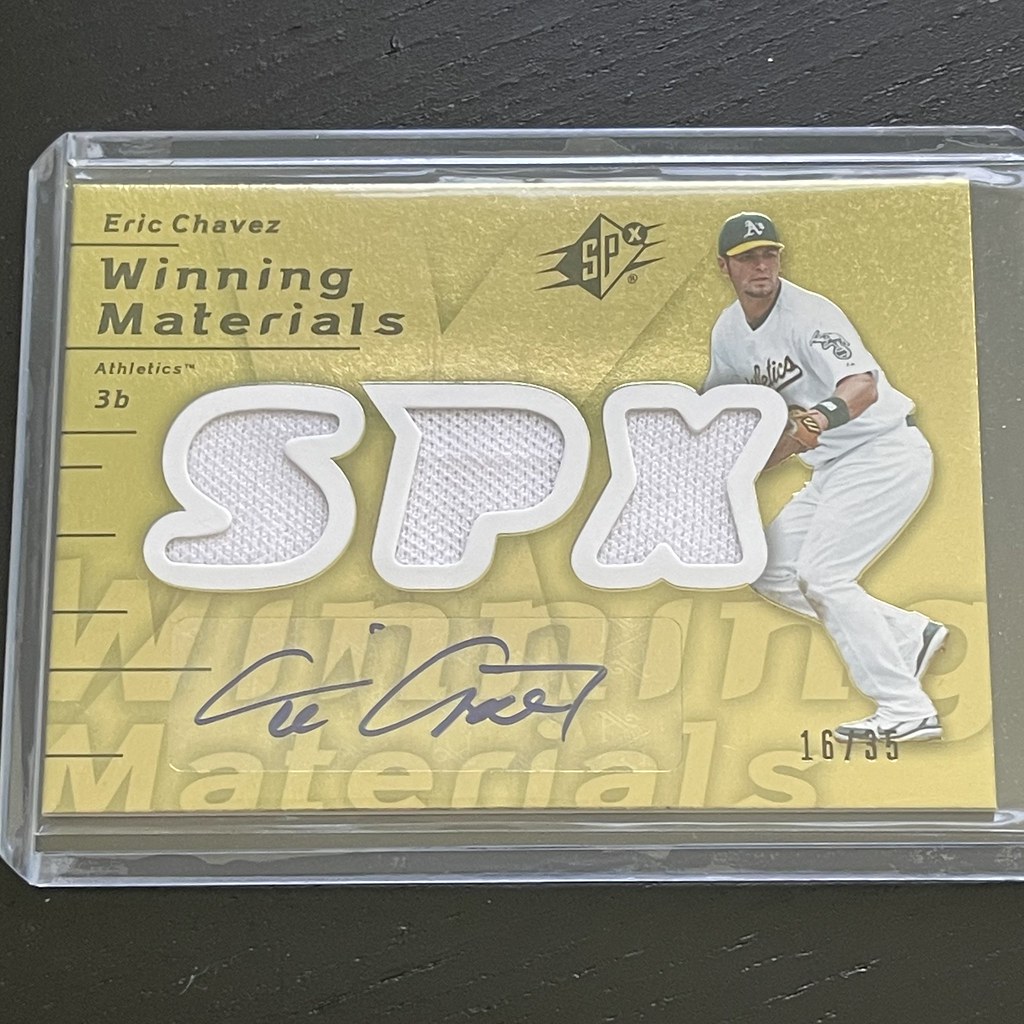 Eric Chavez
Winning
Materials
SPX®
A's
Athletics™
3b
SPX
Winning
Materials
16/35